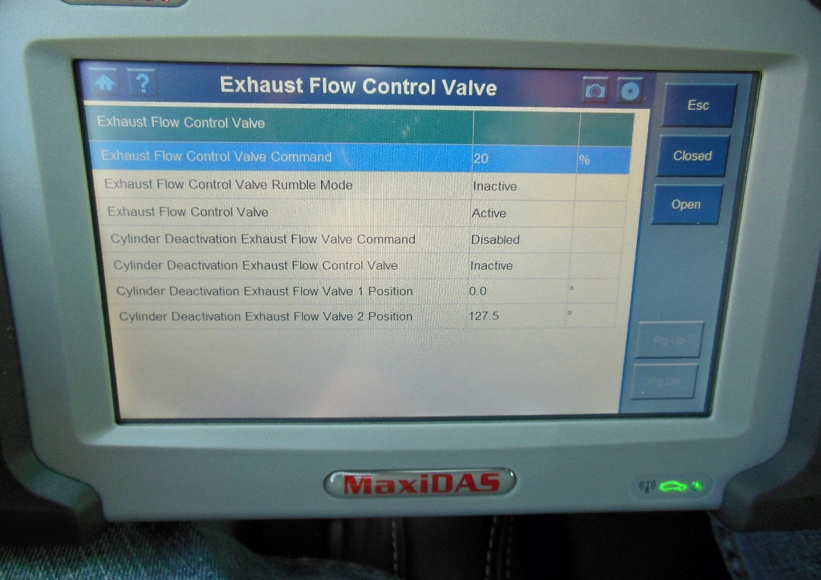 ?
Exhaust Flow Control Valve
Esc
Exhaust Flow Control Valve
Exhaust Flow Control Valve Command 20 %
Closed
Exhaust Flow Control Valve Rumble Mode Inactive
Exhaust Flow Control Valve Active
Open
Cylinder Deactivation Exhaust Flow Valve Command Disabled
Cylinder Deactivation Exhaust Flow Control Valve Inactive
Cylinder Deactivation Exhaust Flow Valve 1 Position 0.0 °
Cylinder Deactivation Exhaust Flow Valve 2 Position 127.5 °
Pg Up
MaxiDAS